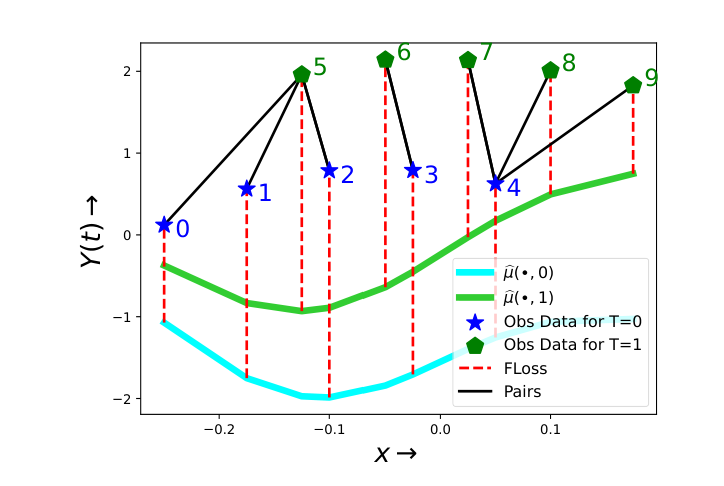 5
6
7
8
9
0
1
2
3
4
2
1
0
−1
−2
Y(t) →
−0.2
−0.1
0.0
0.1
x →
μ̂(•, 0)
μ̂(•, 1)
Obs Data for T=0
Obs Data for T=1
FLoss
Pairs